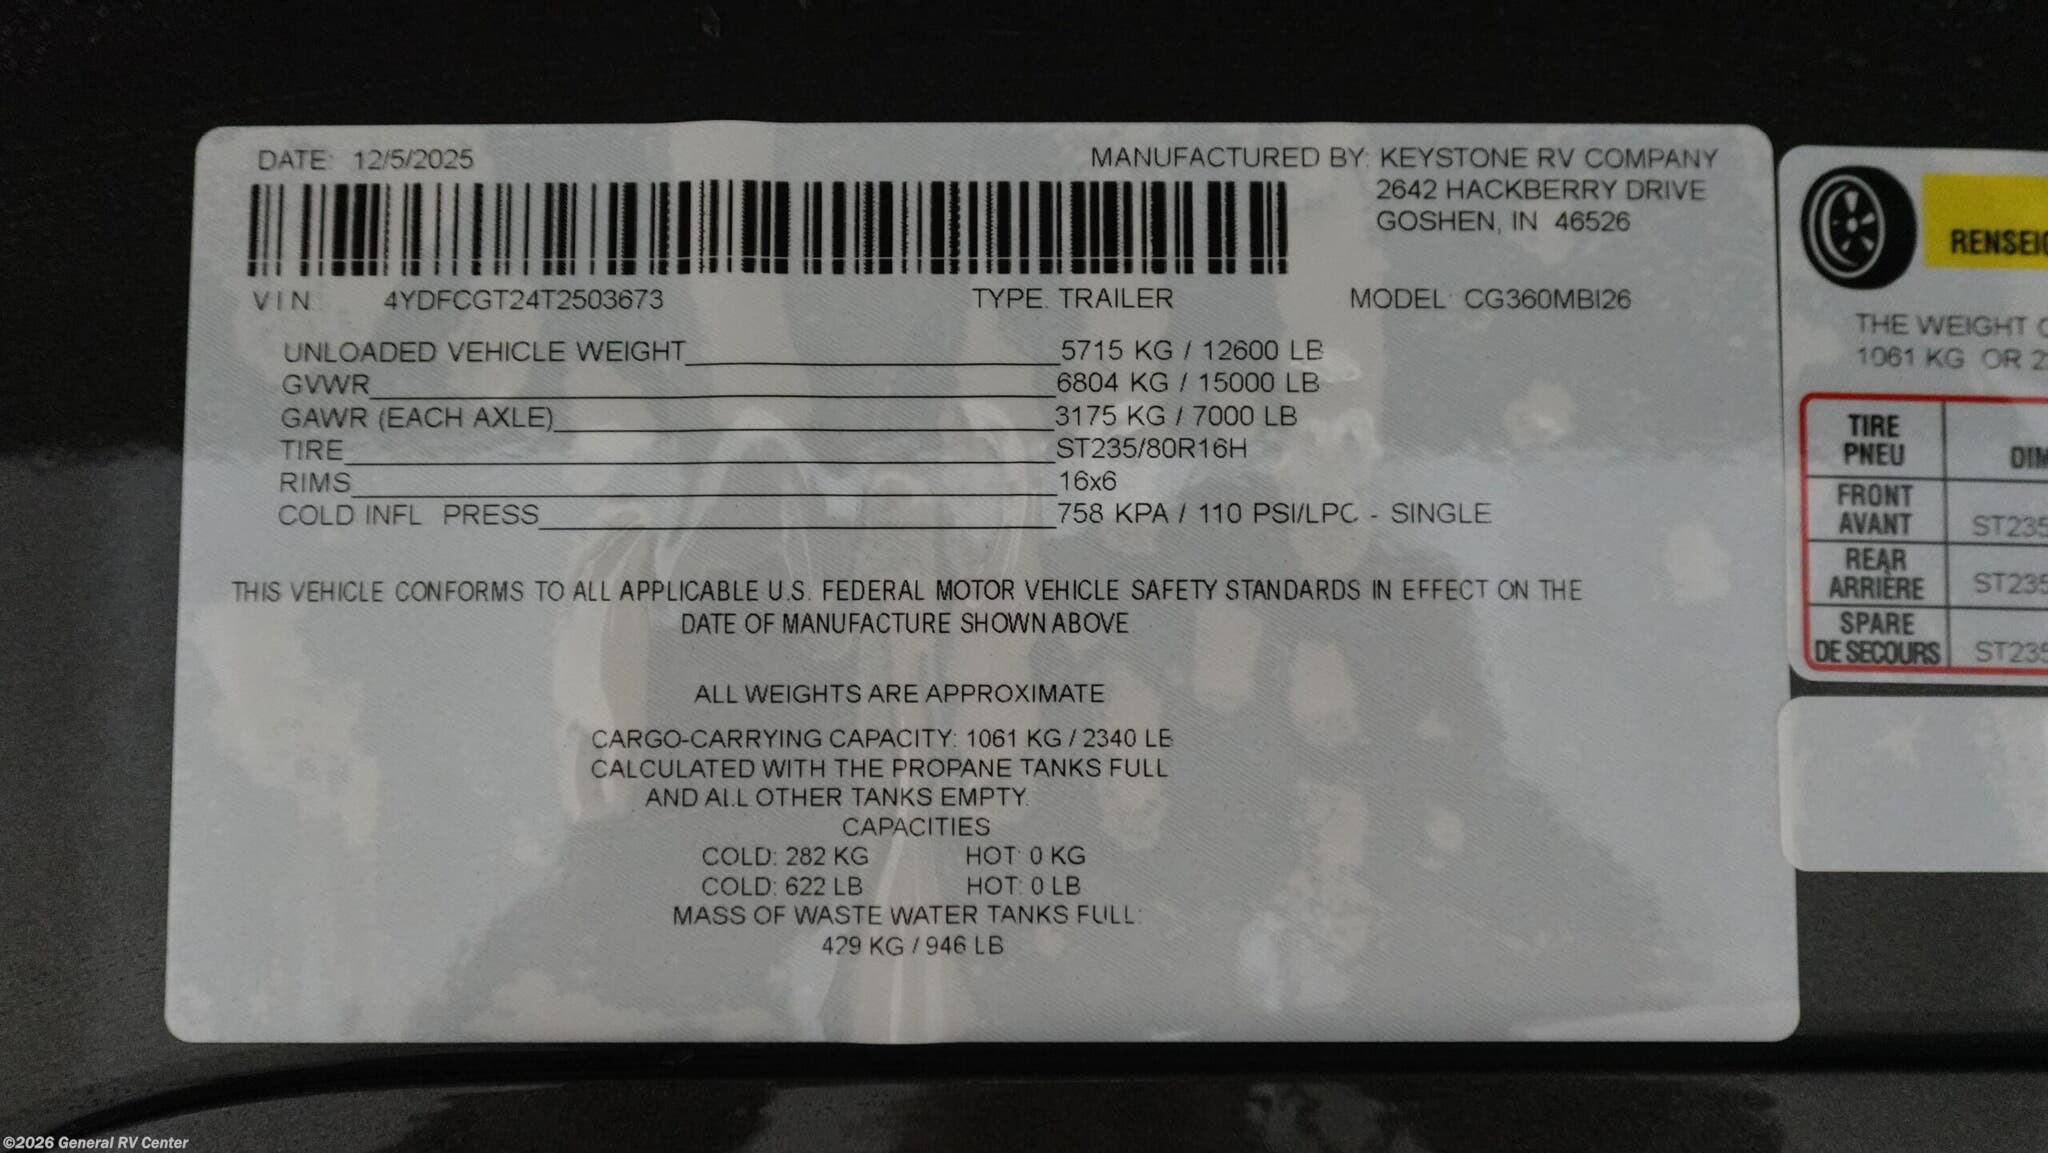 DATE: 12/5/2025
MANUFACTURED BY: KEYSTONE RV COMPANY
2642 HACKBERRY DRIVE
GOSHEN, IN 46526
VIN: 4YDFCGT24T2503673 TYPE: TRAILER MODEL: CG360MBI26
UNLOADED VEHICLE WEIGHT 5715 KG / 12600 LB
GVWR 6804 KG / 15000 LB
GAWR (EACH AXLE) 3175 KG / 7000 LB
TIRE ST235/80R16H
RIMS 16x6
COLD INFL PRESS 758 KPA / 110 PSI/LPC - SINGLE
THIS VEHICLE CONFORMS TO ALL APPLICABLE U.S. FEDERAL MOTOR VEHICLE SAFETY STANDARDS IN EFFECT ON THE
DATE OF MANUFACTURE SHOWN ABOVE
ALL WEIGHTS ARE APPROXIMATE
CARGO-CARRYING CAPACITY: 1061 KG / 2340 LB
CALCULATED WITH THE PROPANE TANKS FULL
AND ALL OTHER TANKS EMPTY.
CAPACITIES
COLD: 282 KG HOT: 0 KG
COLD: 622 LB HOT: 0 LB
MASS OF WASTE WATER TANKS FULL:
429 KG / 946 LB
THE WEIGHT
1061 KG OR
TIRE
PNEU
FRONT
AVANT ST235
REAR
ARRIÈRE ST235
SPARE
DE SECOURS ST235
©2026 General RV Center